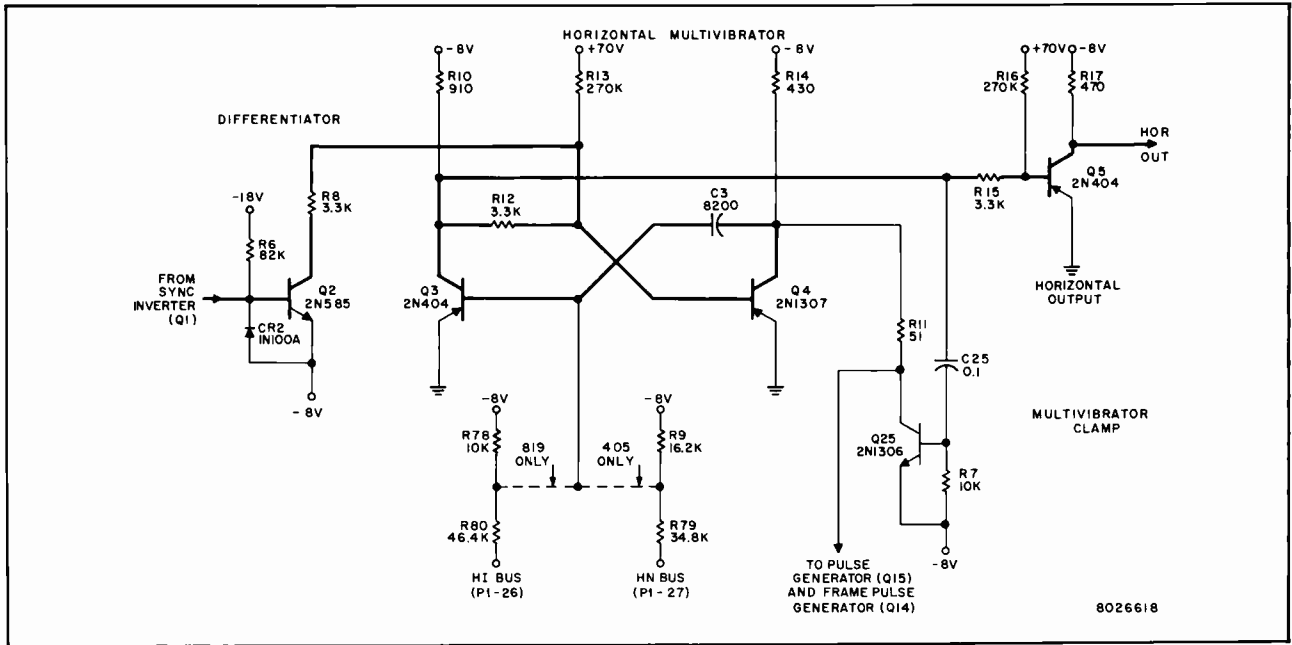 HORIZONTAL MULTIVIBRATOR
-8V
R10
910
+70V
R13
270K
-8V
R14
430
+70V
R16
270K
-8V
R17
470
DIFFERENTIATOR
HOR
OUT
-18V
R8
3.3K
R12
3.3K
C3
8200
R15
3.3K
Q5
2N404
R6
82K
FROM
SYNC
INVERTER
(Q1)
Q2
2N585
Q3
2N404
Q4
2N1307
HORIZONTAL
OUTPUT
CR2
IN100A
R11
51
C25
0.1
-8V
-8V
R78
10K
819
ONLY
405
ONLY
-8V
R9
16.2K
MULTIVIBRATOR
CLAMP
Q25
2N1306
R7
10K
R80
46.4K
R79
34.8K
HI BUS
(P1-26)
HN BUS
(P1-27)
TO PULSE
GENERATOR (Q15)
AND FRAME PULSE
GENERATOR (Q14)
-8V
8026618